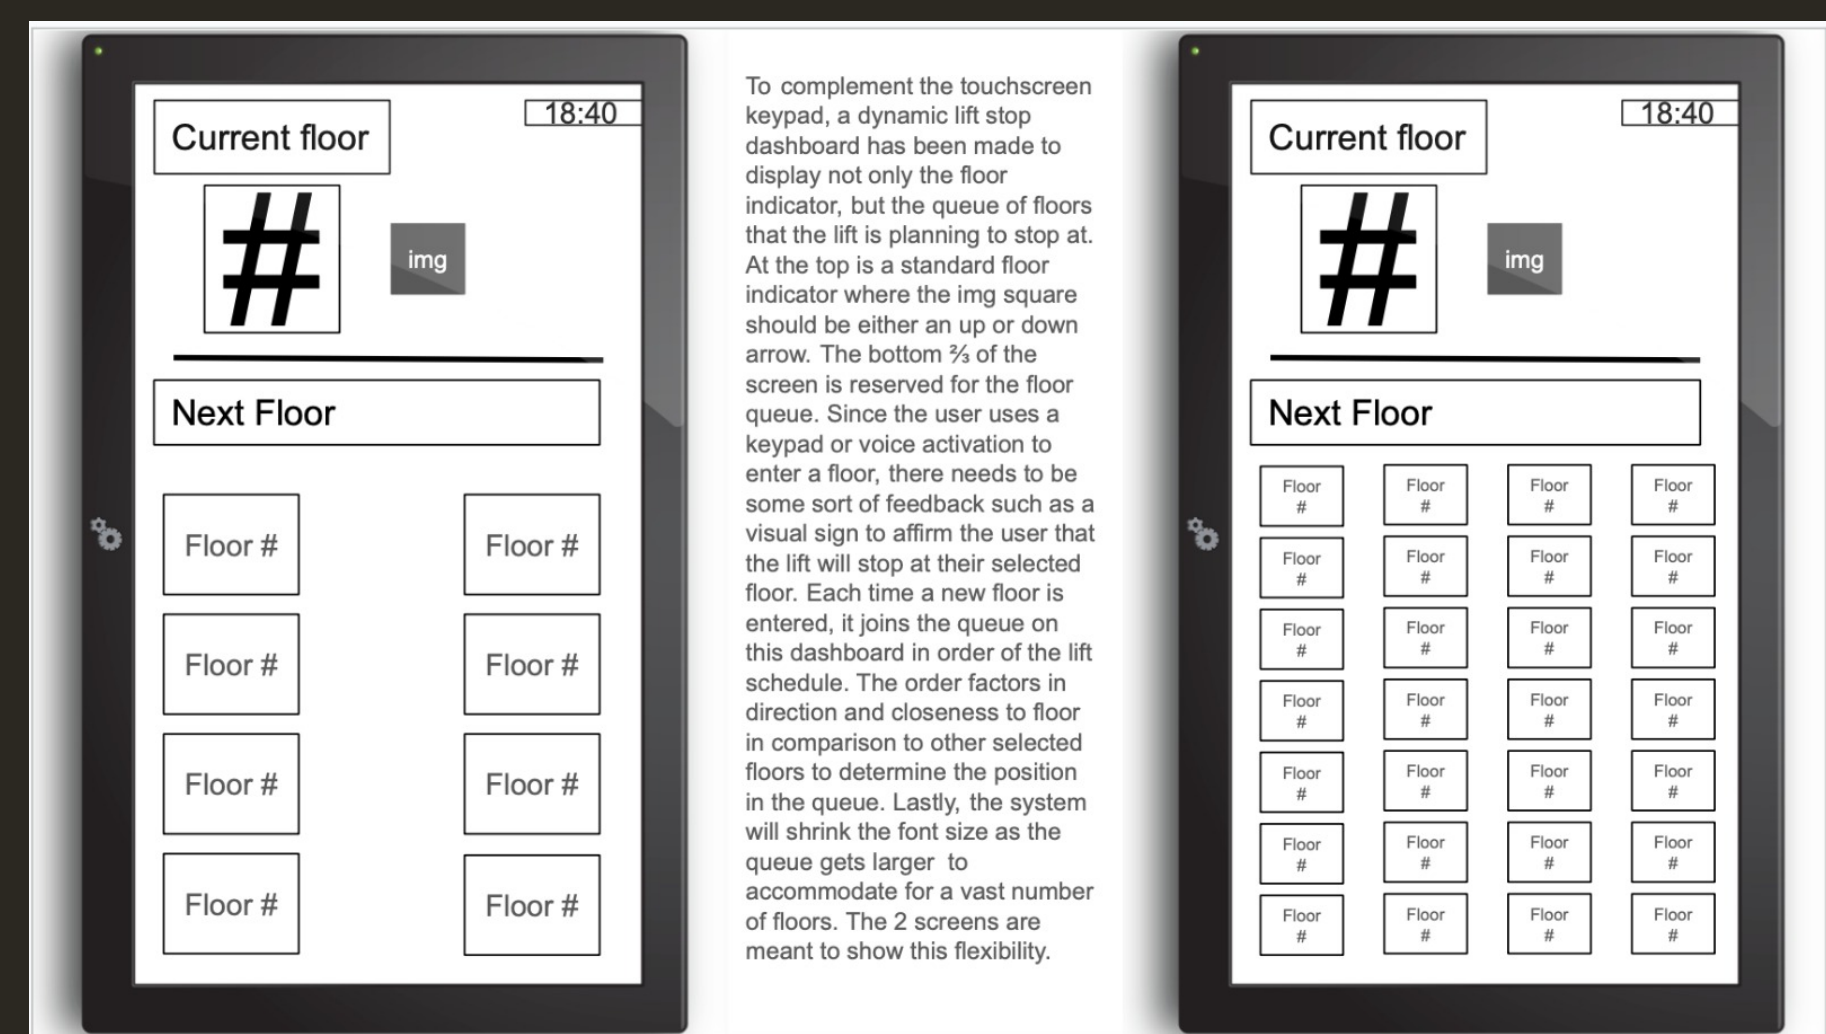 18:40
Current floor
#
img
Next Floor
Floor # Floor #
Floor # Floor #
Floor # Floor #
Floor # Floor #
To complement the touchscreen
keypad, a dynamic lift stop
dashboard has been made to
display not only the floor
indicator, but the queue of floors
that the lift is planning to stop at.
At the top is a standard floor
indicator where the img square
should be either an up or down
arrow. The bottom ⅔ of the
screen is reserved for the floor
queue. Since the user uses a
keypad or voice activation to
enter a floor, there needs to be
some sort of feedback such as a
visual sign to affirm the user that
the lift will stop at their selected
floor. Each time a new floor is
entered, it joins the queue on
this dashboard in order of the lift
schedule. The order factors in
direction and closeness to floor
in comparison to other selected
floors to determine the position
in the queue. Lastly, the system
will shrink the font size as the
queue gets larger to
accommodate for a vast number
of floors. The 2 screens are
meant to show this flexibility.
18:40
Current floor
#
img
Next Floor
Floor Floor Floor Floor
# # # #
Floor Floor Floor Floor
# # # #
Floor Floor Floor Floor
# # # #
Floor Floor Floor Floor
# # # #
Floor Floor Floor Floor
# # # #
Floor Floor Floor Floor
# # # #
Floor Floor Floor Floor
# # # #